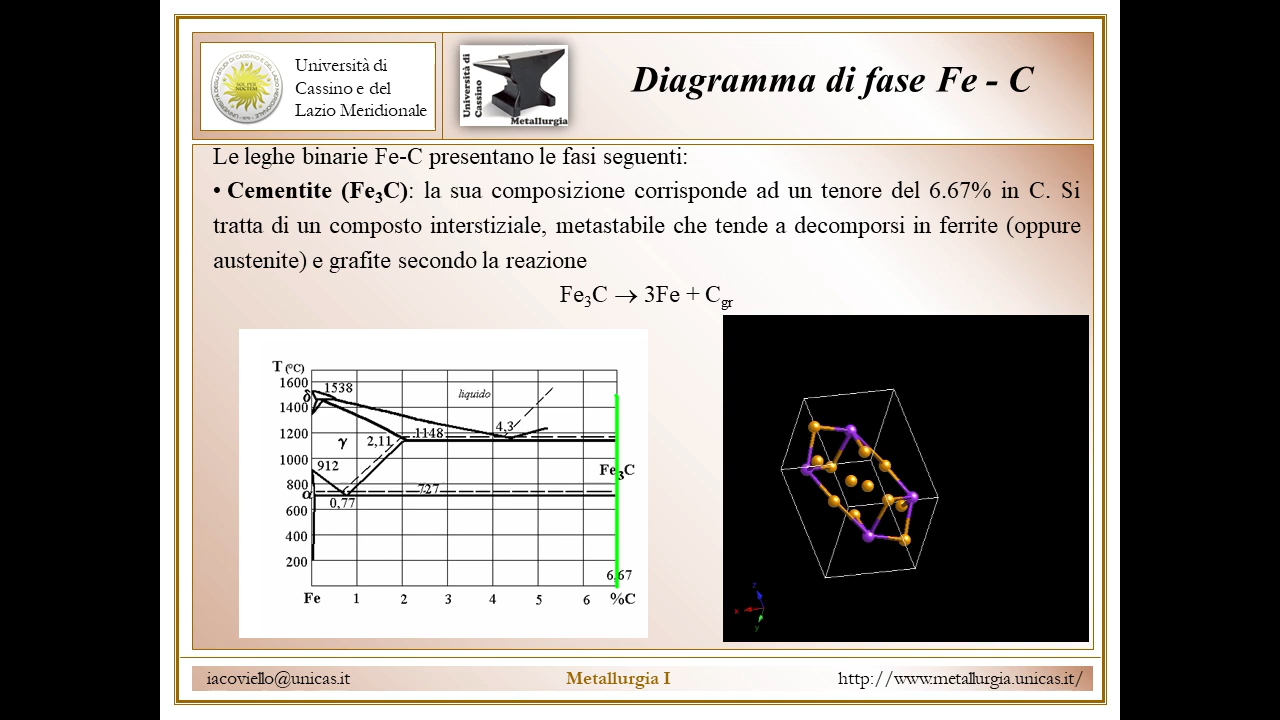 Università di
Cassino e del
Lazio Meridionale
Università di
Cassino
Metallurgia
Diagramma di fase Fe - C
Le leghe binarie Fe-C presentano le fasi seguenti:
• Cementite (Fe3C): la sua composizione corrisponde ad un tenore del 6.67% in C. Si
tratta di un composto interstiziale, metastabile che tende a decomporsi in ferrite (oppure
austenite) e grafite secondo la reazione
Fe3C → 3Fe + Cgr
T (°C)
1600
1538
δ
liquido
1400
4,3
1200
γ
2,11
1148
1000
912
Fe3C
800
727
α
0,77
600
400
200
6.67
Fe 1 2 3 4 5 6 %C
z
x
y
iacoviello@unicas.it
Metallurgia I
http://www.metallurgia.unicas.it/